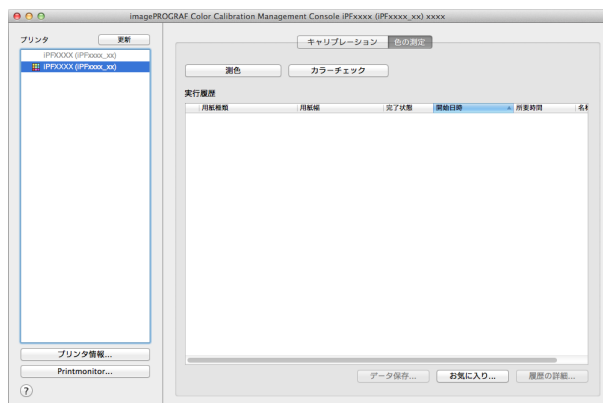 imagePROGRAF Color Calibration Management Console iPFxxxx (iPFxxxx_xx) xxxx
プリンタ
更新
iPFXXXX (iPFxxxx_xx)
iPFXXXX (iPFxxxx_xx)
プリンタ情報...
Printmonitor...
?
キャリブレーション 色の測定
測色 カラーチェック
実行履歴
用紙種類 用紙幅 完了状態 開始日時 所要時間 名称
データ保存... お気に入り... 履歴の詳細...